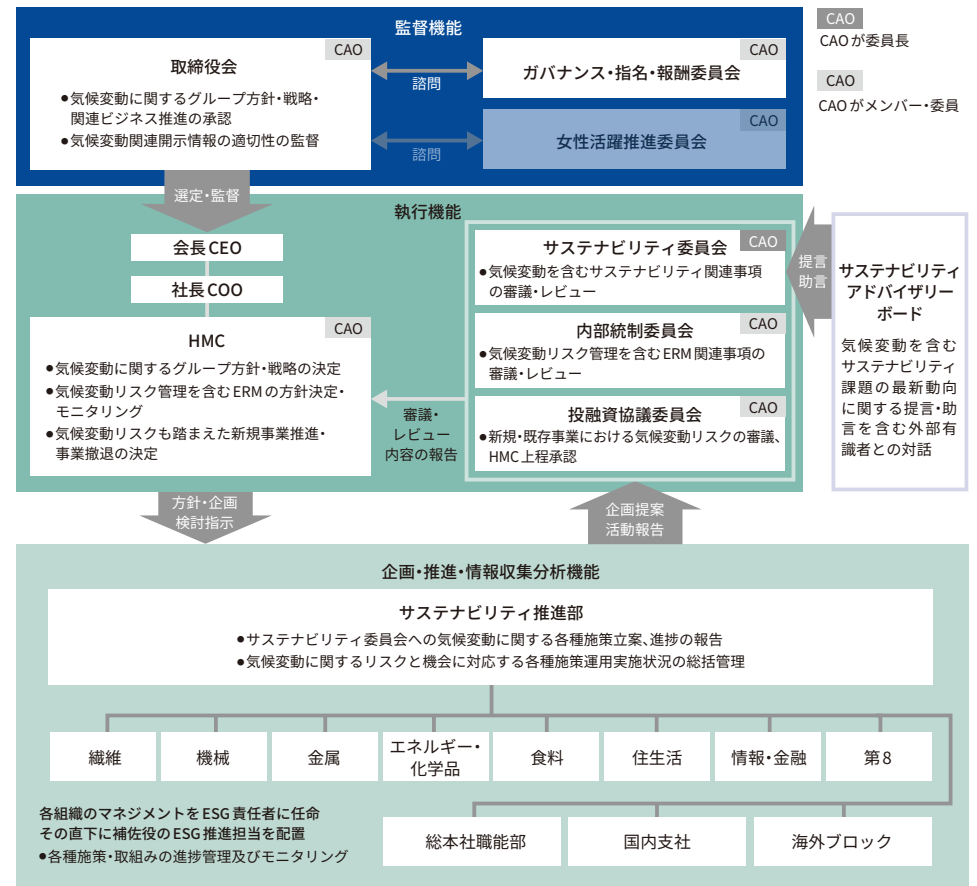 監督機能
CAO
取締役会
●気候変動に関するグループ方針・戦略・
関連ビジネス推進の承認
●気候変動関連開示情報の適切性の監督
諮問
CAO
ガバナンス・指名・報酬委員会
諮問
CAO
女性活躍推進委員会
CAO
CAOが委員長
CAO
CAOがメンバー・委員
選定・監督
執行機能
会長CEO
社長COO
CAO
HMC
●気候変動に関するグループ方針・戦略の決定
●気候変動リスク管理を含むERMの方針決定・
モニタリング
●気候変動リスクも踏まえた新規事業推進・
事業撤退の決定
審議・
レビュー
内容の報告
CAO
サステナビリティ委員会
●気候変動を含むサステナビリティ関連事項
の審議・レビュー
CAO
内部統制委員会
●気候変動リスク管理を含むERM関連事項の
審議・レビュー
CAO
投融資協議委員会
●新規・既存事業における気候変動リスクの審議、
HMC上程承認
提言
助言
サステナビリティ
アドバイザリー
ボード
気候変動を含む
サステナビリティ
課題の最新動向
に関する提言・助
言を含む外部有
識者との対話
方針・企画
検討指示
企画提案
活動報告
企画・推進・情報収集分析機能
サステナビリティ推進部
●サステナビリティ委員会への気候変動に関する各種施策立案、進捗の報告
●気候変動に関するリスクと機会に対応する各種施策運用実施状況の総括管理
繊維
機械
金属
エネルギー・
化学品
食料
住生活
情報・金融
第8
各組織のマネジメントをESG責任者に任命
その直下に補佐役のESG推進担当を配置
●各種施策・取組みの進捗管理及びモニタリング
総本社職能部
国内支社
海外ブロック